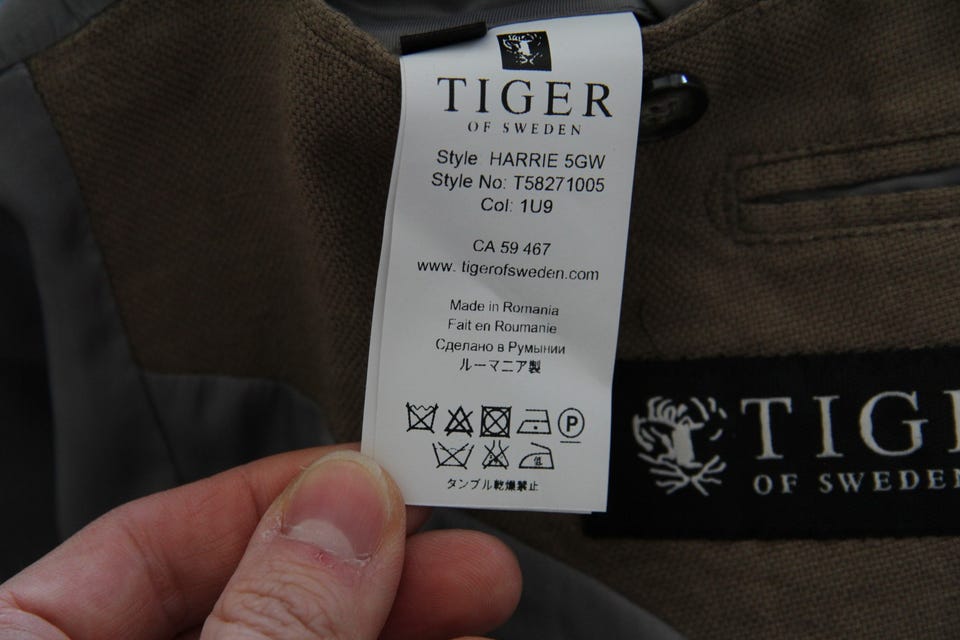 TIGER
OF SWEDEN
Style HARRIE 5GW
Style No: T58271005
Col: 1U9
CA 59 467
www. tigerofsweden.com
Made in Romania
Fait en Roumanie
Сделано в Румынии
ルーマニア製
P
タンブル乾燥禁止
TIGE
OF SWEDEN